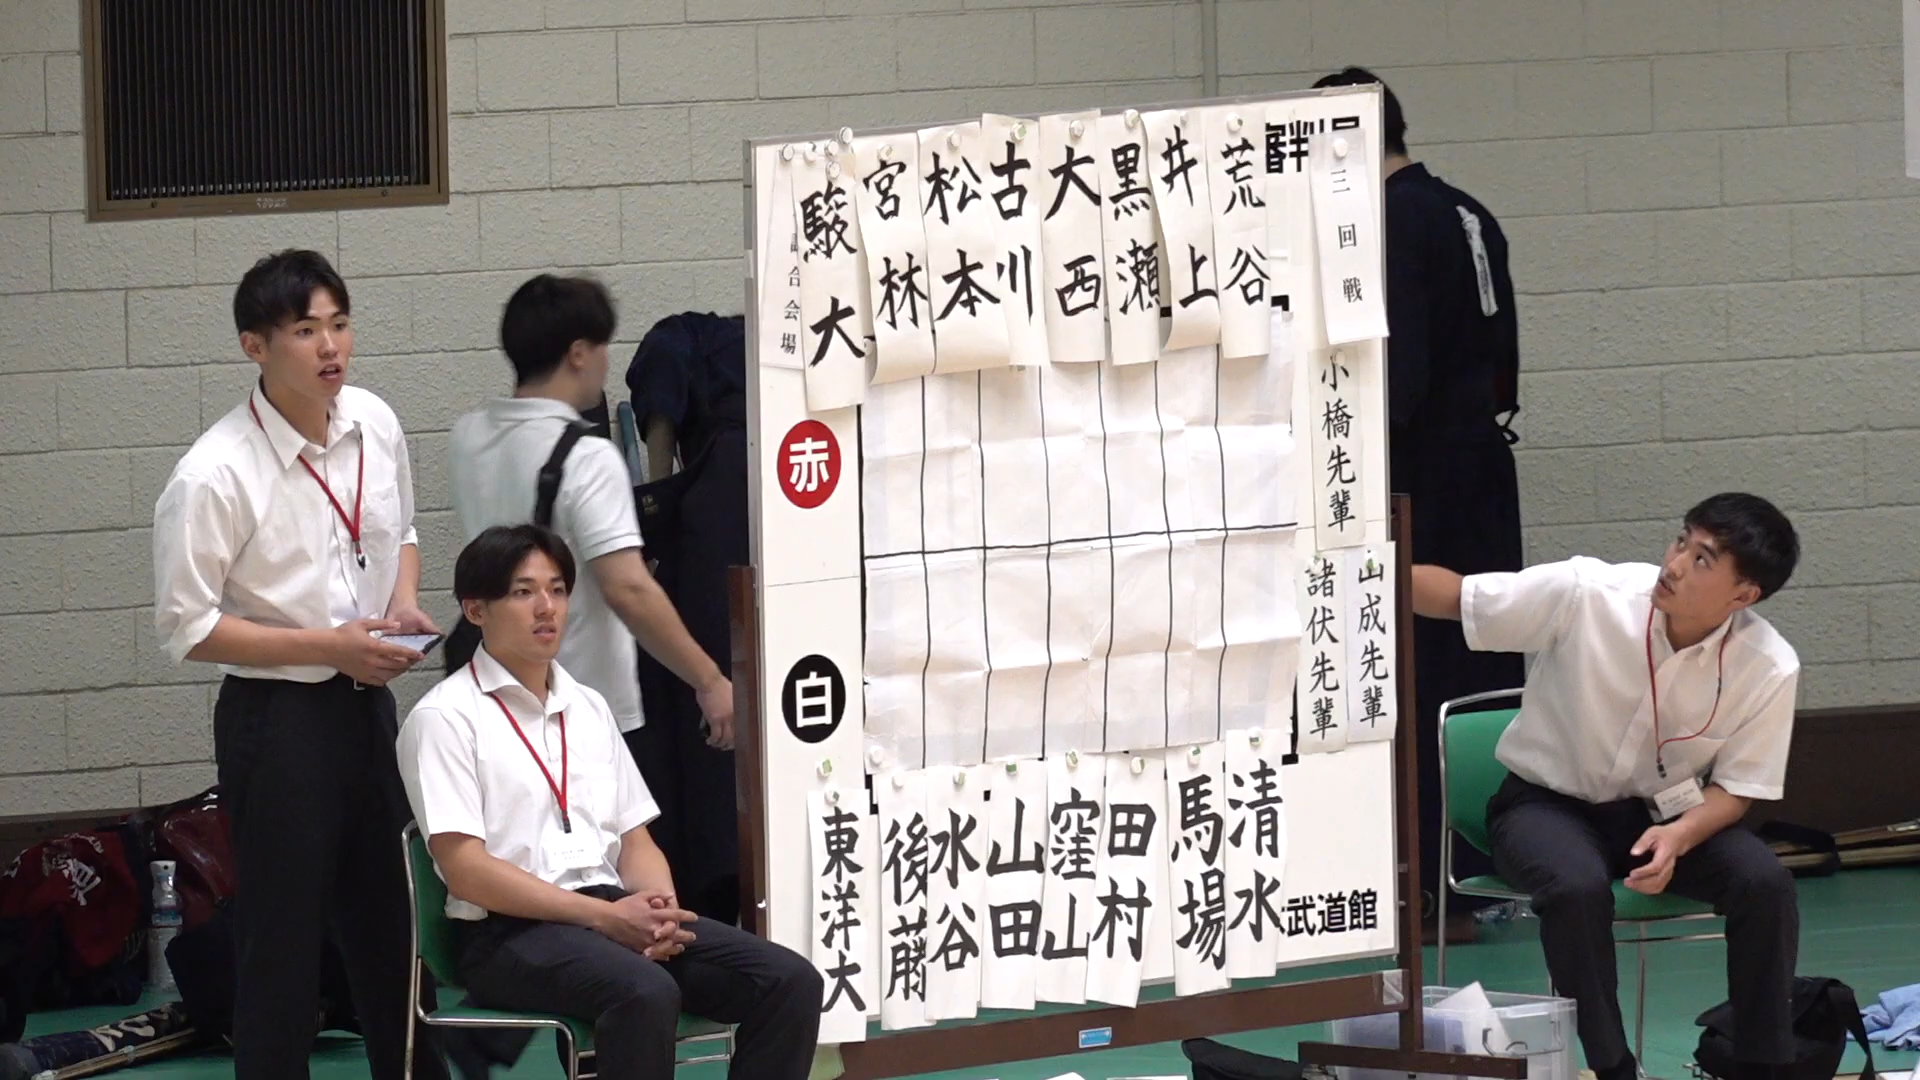 審判員
三回戦
荒谷
井上
黒瀬
大西
古川
松本
宮林
駿大
合会場
赤
小橋先輩
山成先輩
諸伏先輩
白
清水
馬場
田村
窪山
山田
水谷
後藤
東洋大
武道館